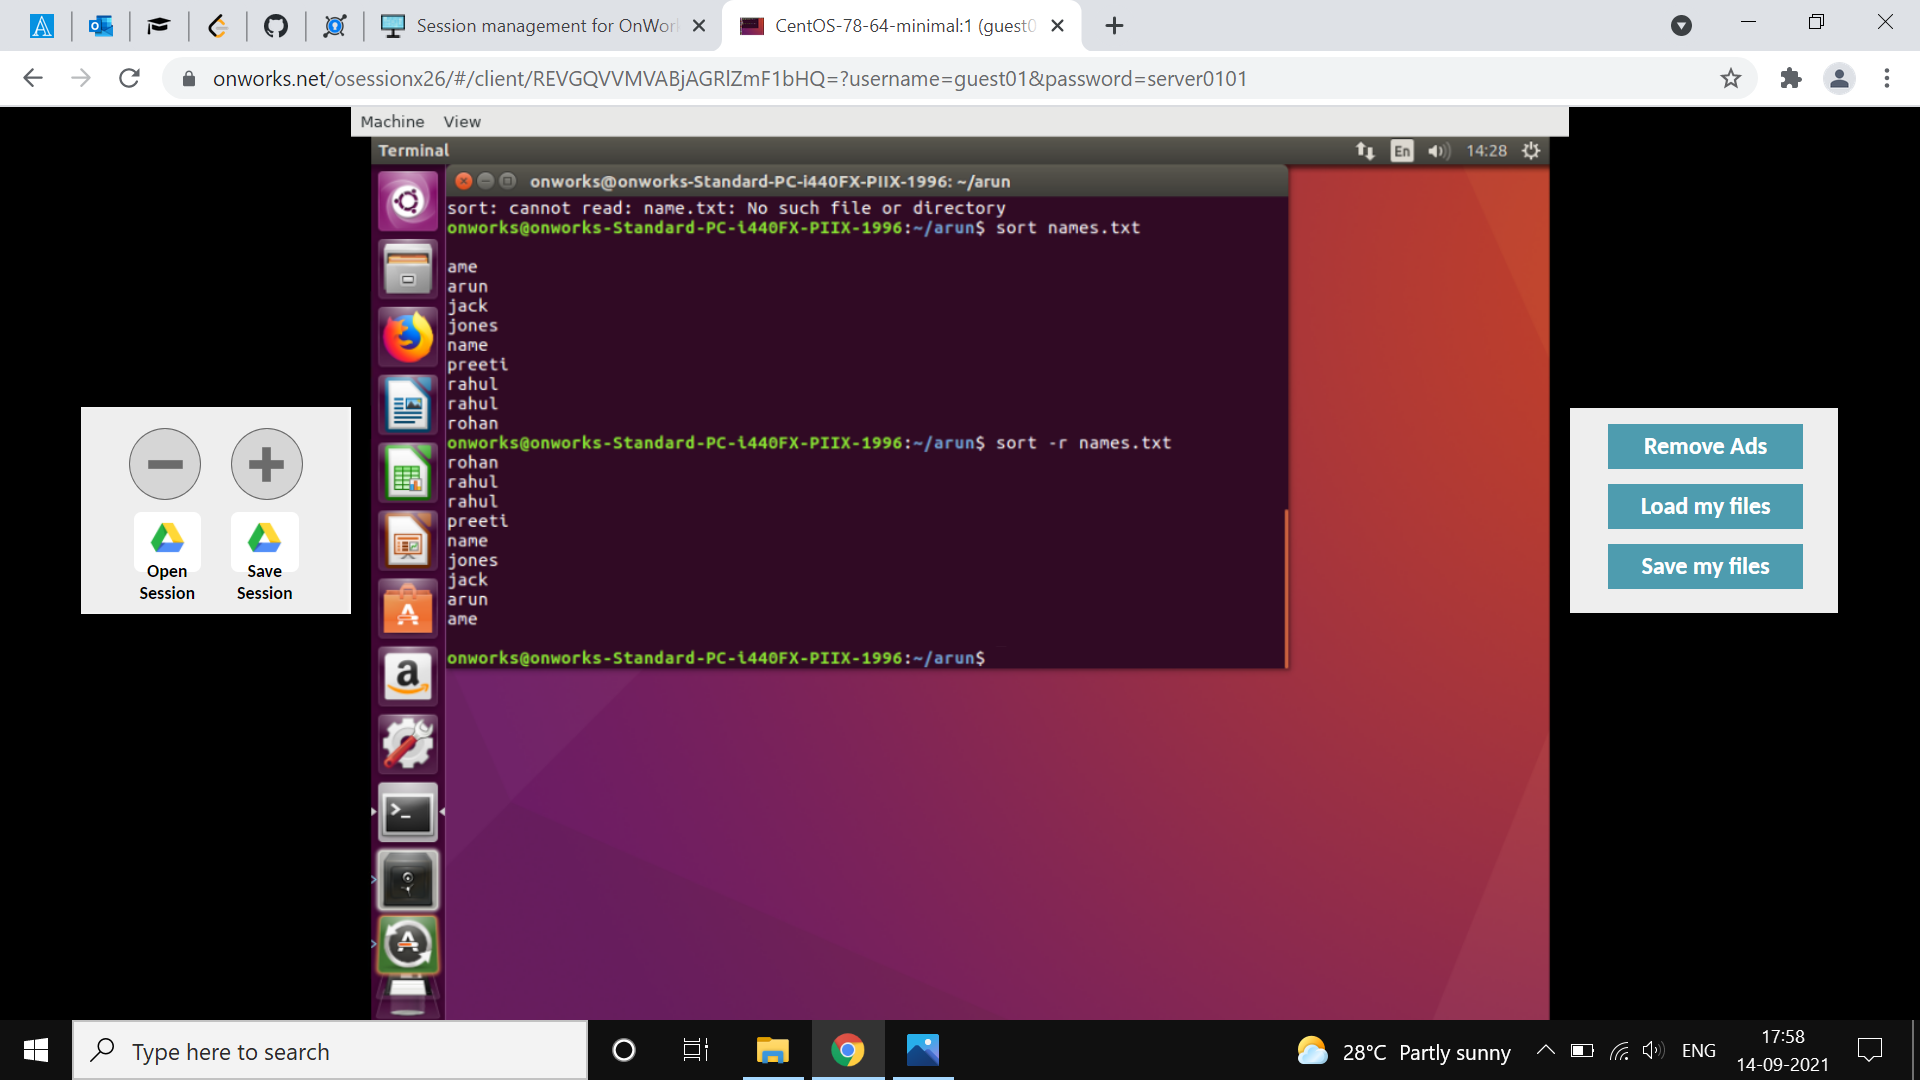 Session management for OnWor
CentOS-78-64-minimal:1 (guest0
onworks.net/osessionx26/#/client/REVGQVVMVABjAGRlZmF1bHQ=?username=guest01&password=server0101
Machine View
Terminal
En
14:28
onworks@onworks-Standard-PC-i440FX-PIIX-1996: ~/arun
sort: cannot read: name.txt: No such file or directory
onworks@onworks-Standard-PC-i440FX-PIIX-1996:~/arun$ sort names.txt
ame
arun
jack
jones
name
preeti
rahul
rahul
rohan
onworks@onworks-Standard-PC-i440FX-PIIX-1996:~/arun$ sort -r names.txt
rohan
rahul
rahul
preeti
name
jones
jack
arun
ame
onworks@onworks-Standard-PC-i440FX-PIIX-1996:~/arun$
Open Session
Save Session
Remove Ads
Load my files
Save my files
Type here to search
28°C Partly sunny
ENG
17:58
14-09-2021